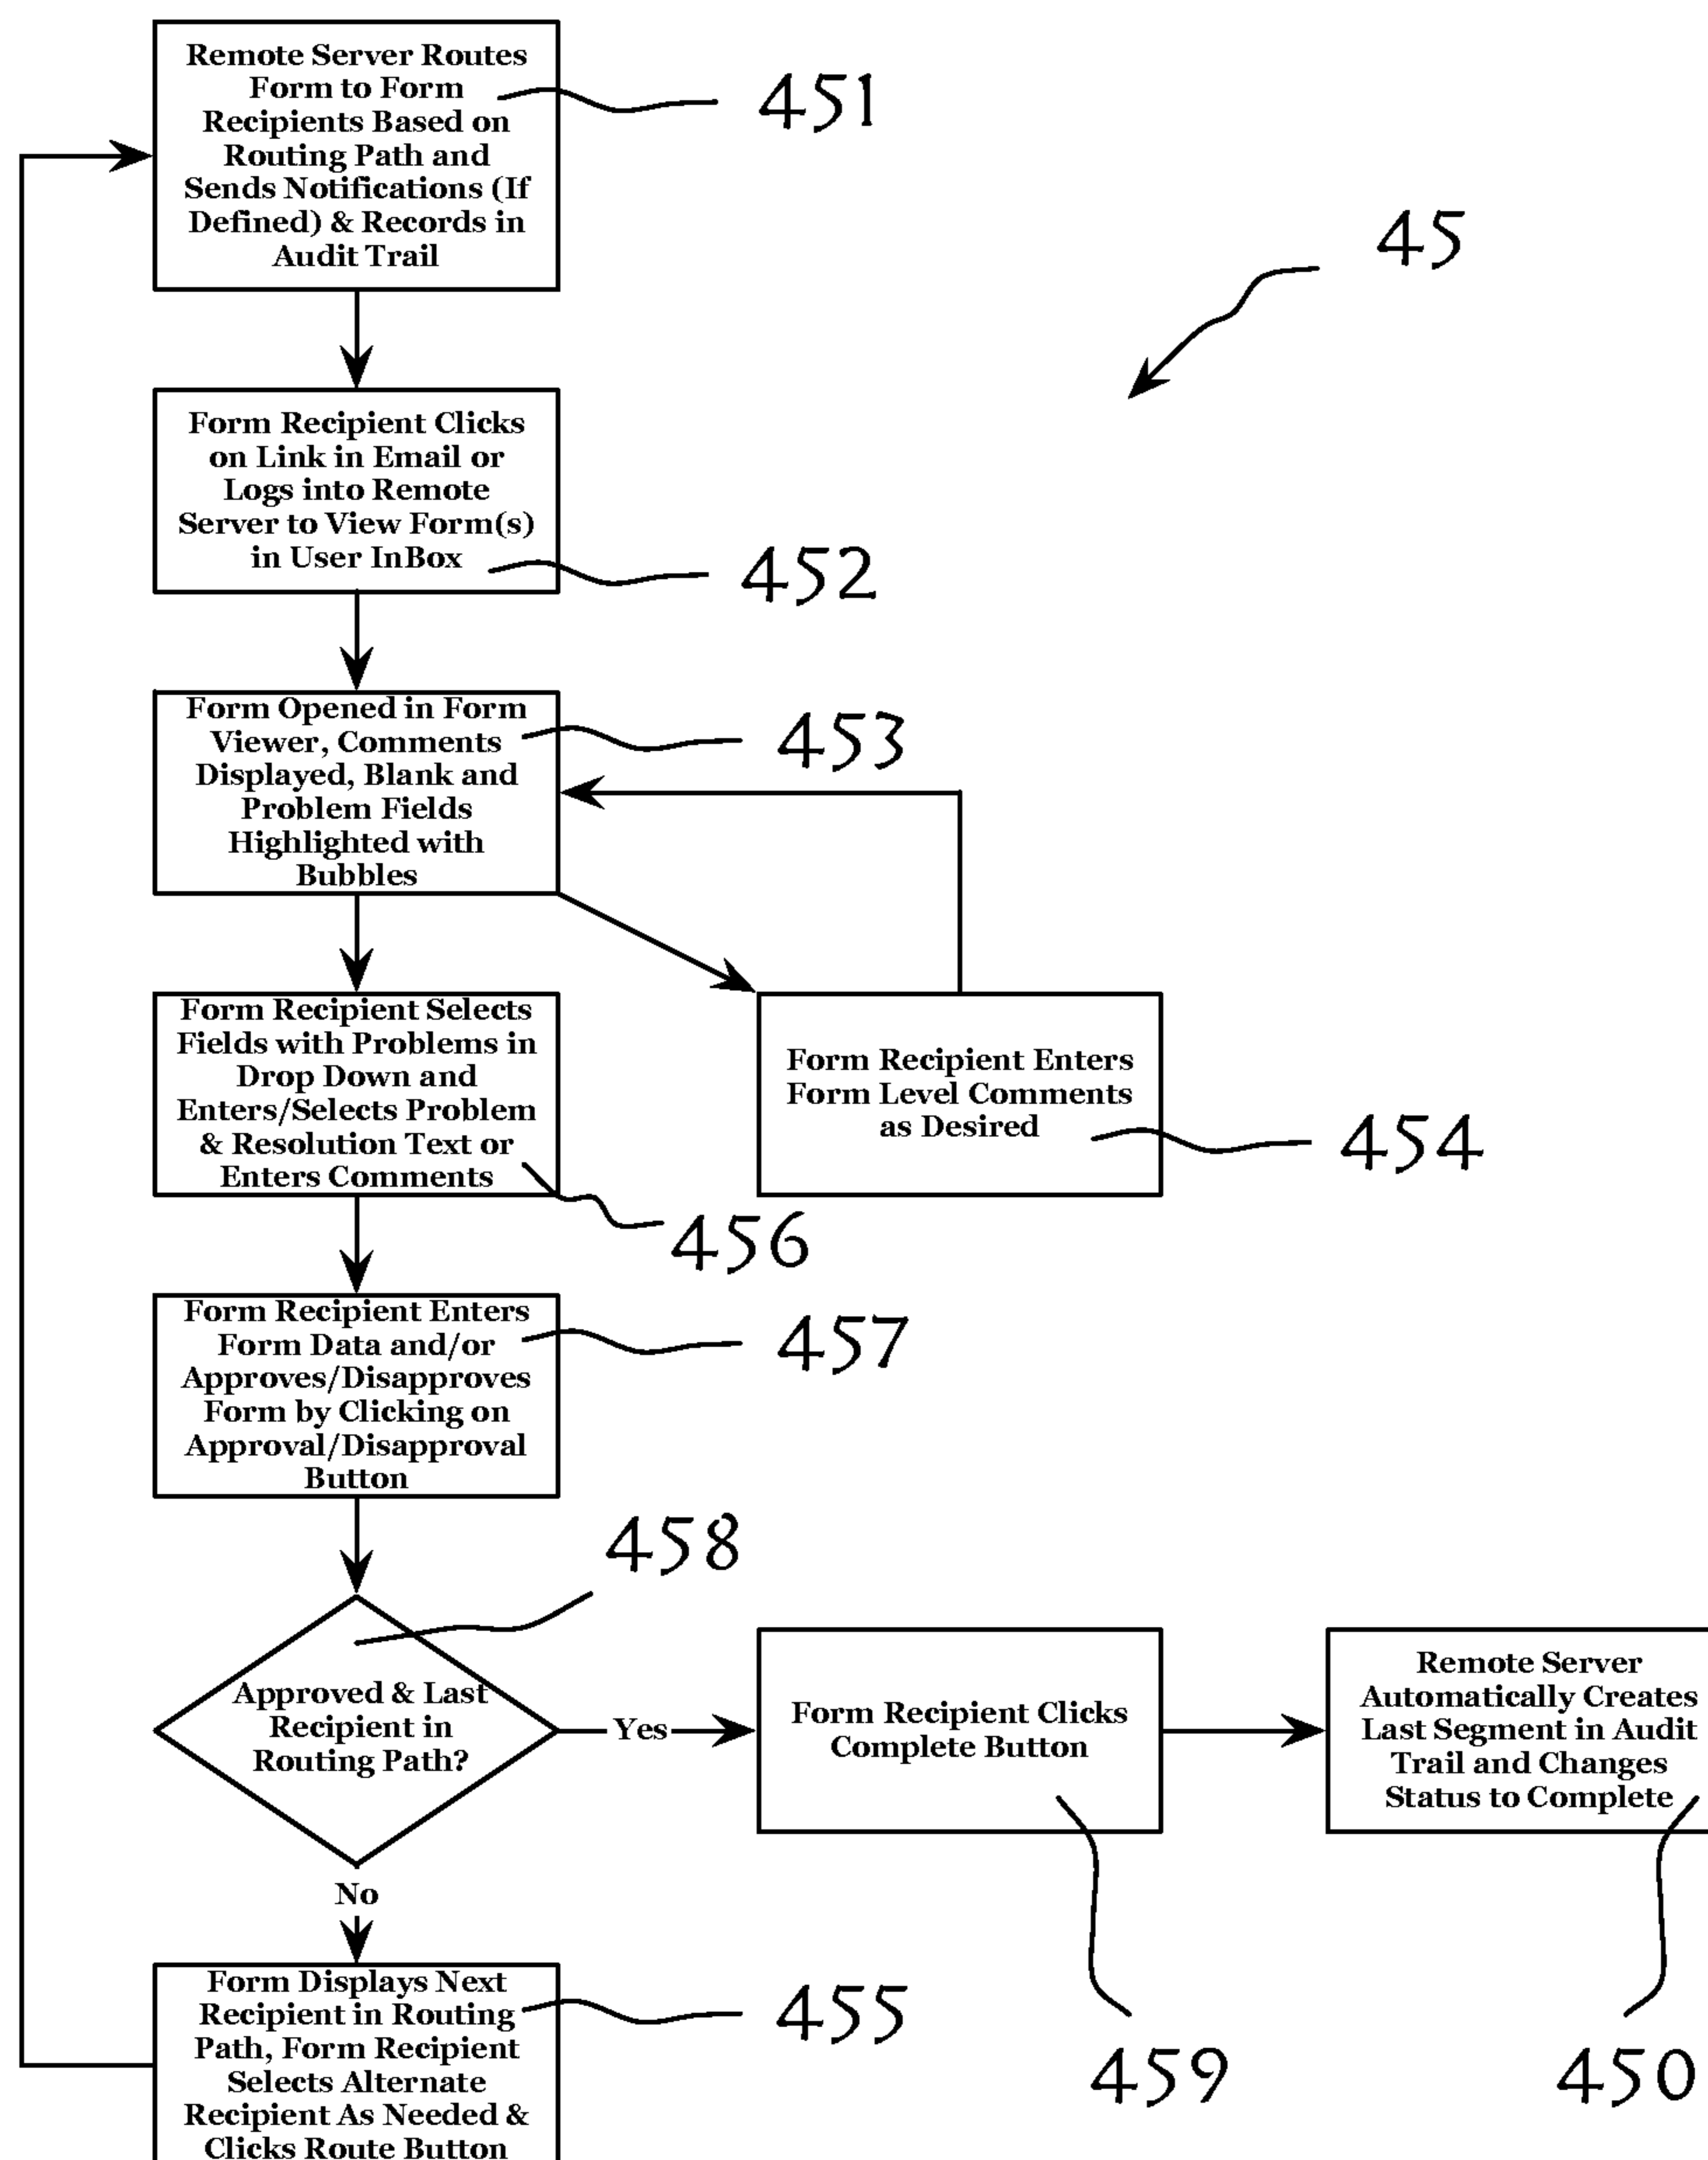 Remote Server Routes
Form to Form
Recipients Based on
Routing Path and
Sends Notifications (If
Defined) & Records in
Audit Trail
451
45
Form Recipient Clicks
on Link in Email or
Logs into Remote
Server to View Form(s)
in User InBox
452
Form Opened in Form
Viewer, Comments
Displayed, Blank and
Problem Fields
Highlighted with
Bubbles
453
Form Recipient Selects
Fields with Problems in
Drop Down and
Enters/Selects Problem
& Resolution Text or
Enters Comments
456
Form Recipient Enters
Form Level Comments
as Desired
454
Form Recipient Enters
Form Data and/or
Approves/Disapproves
Form by Clicking on
Approval/Disapproval
Button
457
458
Approved & Last
Recipient in
Routing Path?
Yes
Form Recipient Clicks
Complete Button
459
Remote Server
Automatically Creates
Last Segment in Audit
Trail and Changes
Status to Complete
450
No
Form Displays Next
Recipient in Routing
Path, Form Recipient
Selects Alternate
Recipient As Needed &
Clicks Route Button
455